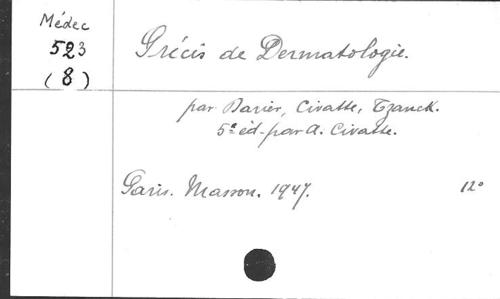 Médec
523
(8)
Précis de Dermatologie.
par Darier, Civatte, Tzanck.
5e éd. par A. Civatte.
Paris. Masson. 1947. 12°